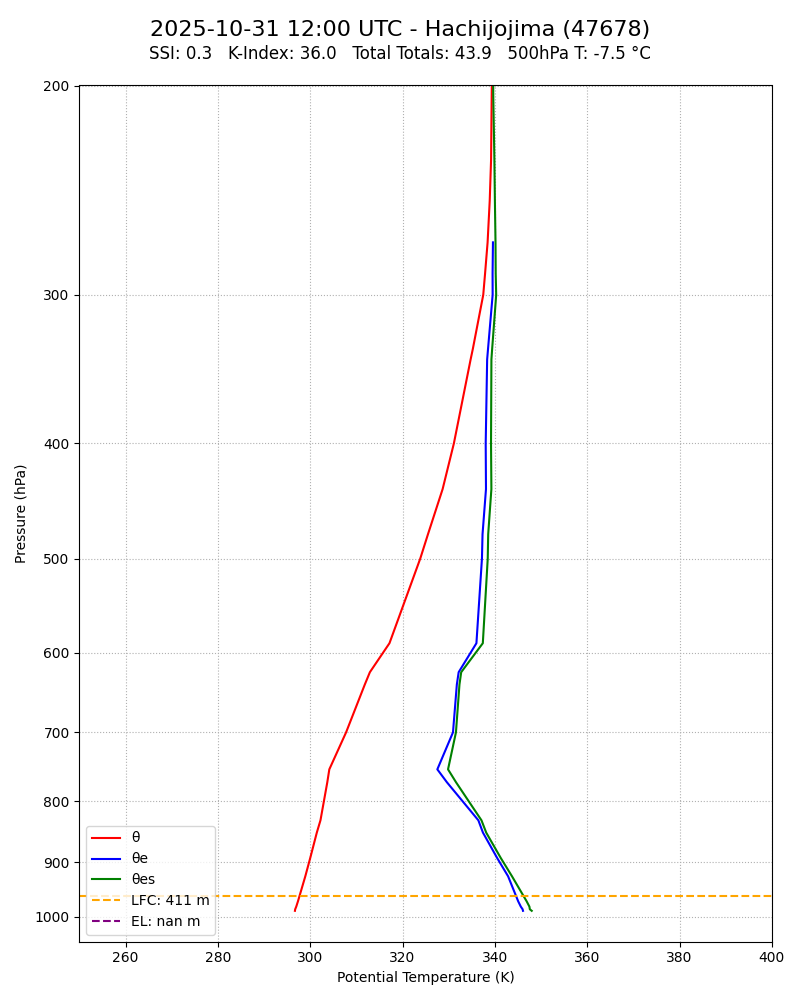 2025-10-31 12:00 UTC - Hachijojima (47678)
SSI: 0.3   K-Index: 36.0   Total Totals: 43.9   500hPa T: -7.5 °C
200
300
400
500
600
700
800
900
1000
Pressure (hPa)
θ
θe
θes
LFC: 411 m
EL: nan m
260 280 300 320 340 360 380 400
Potential Temperature (K)